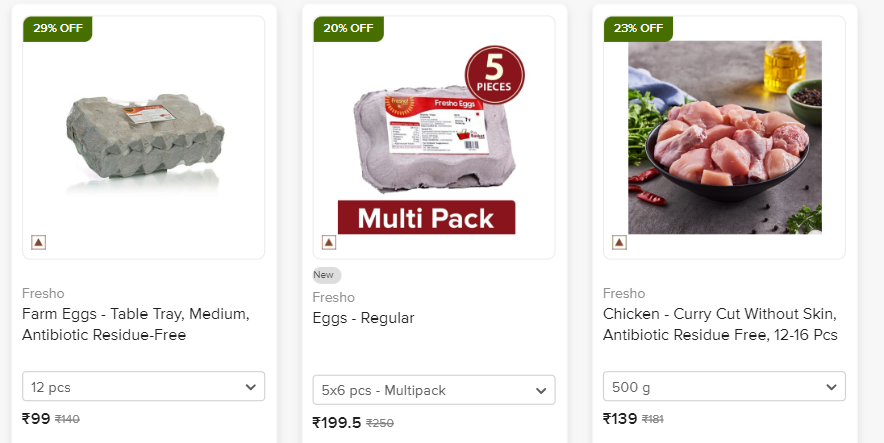 29% OFF
Fresho
Farm Eggs - Table Tray, Medium,
Antibiotic Residue-Free
12 pcs
₹99 ₹140
20% OFF
5
PIECES
fresho!
Fresho Eggs
Multi Pack
New
Fresho
Eggs - Regular
5x6 pcs - Multipack
₹199.5 ₹250
23% OFF
Fresho
Chicken - Curry Cut Without Skin,
Antibiotic Residue Free, 12-16 Pcs
500 g
₹139 ₹181